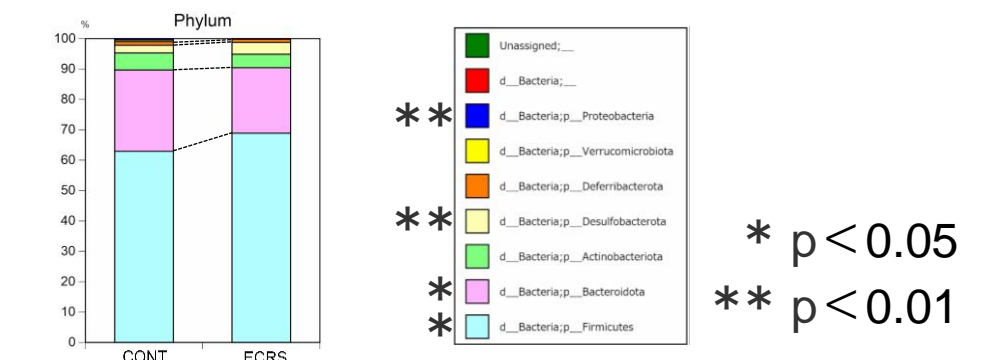 Phylum
%
100
90
80
70
60
50
40
30
20
10
0
CONT
ECRS
Unassigned;__
d__Bacteria;__
** d__Bacteria;p__Proteobacteria
d__Bacteria;p__Verrucomicrobiota
d__Bacteria;p__Deferribacterota
** d__Bacteria;p__Desulfobacterota
d__Bacteria;p__Actinobacteriota
* d__Bacteria;p__Bacteroidota
* d__Bacteria;p__Firmicutes
* p<0.05
** p<0.01